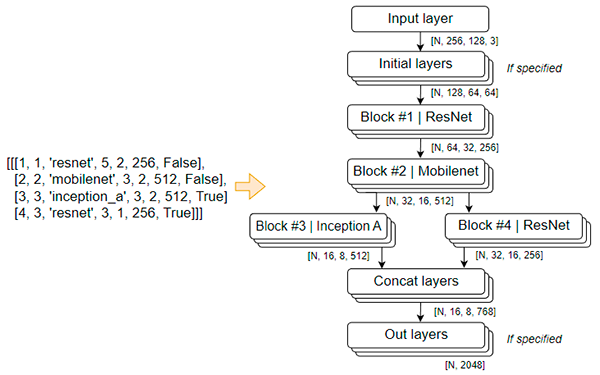 Input layer
[N, 256, 128, 3]
Initial layers
If specified
[N, 128, 64, 64]
Block #1 | ResNet
[N, 64, 32, 256]
[[[1, 1, 'resnet', 5, 2, 256, False],
[2, 2, 'mobilenet', 3, 2, 512, False],
[3, 3, 'inception_a', 3, 2, 512, True]
[4, 3, 'resnet', 3, 1, 256, True]]]
Block #2 | Mobilenet
[N, 32, 16, 512]
Block #3 | Inception A
Block #4 | ResNet
[N, 16, 8, 512]
[N, 32, 16, 256]
Concat layers
[N, 16, 8, 768]
Out layers
If specified
[N, 2048]